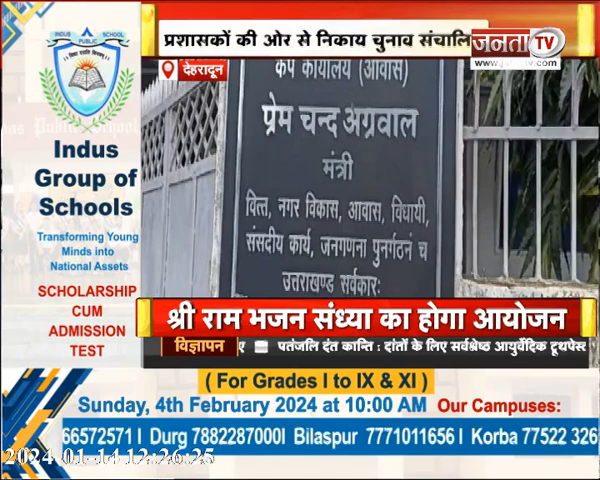 INDUS PUBLIC SCHOOL
Indus
Group of
Schools
Transforming Young
Minds into
National Assets
SCHOLARSHIP
CUM
ADMISSION
TEST
प्रशासकों की ओर से निकाय चुनाव संचालि
जनता TV
देहरादून
कैंप कार्यालय (आवास)
प्रेम चन्द अग्रवाल
मंत्री
वित्त, नगर विकास, आवास, विधायी,
संसदीय कार्य, जनगणना पुनर्गठन व
उत्तराखण्ड सरकार
श्री राम भजन संध्या का होगा आयोजन
विज्ञापन ए पतंजलि दंत कान्ति : दांतों के लिए सर्वश्रेष्ठ आयुर्वेदिक टूथपेस्ट
( For Grades I to IX & XI )
Sunday, 4th February 2024 at 10:00 AM Our Campuses:
66572571 I Durg 7882287000I Bilaspur 7771011656 I Korba 77522 326
2024-01-14 12:26:25